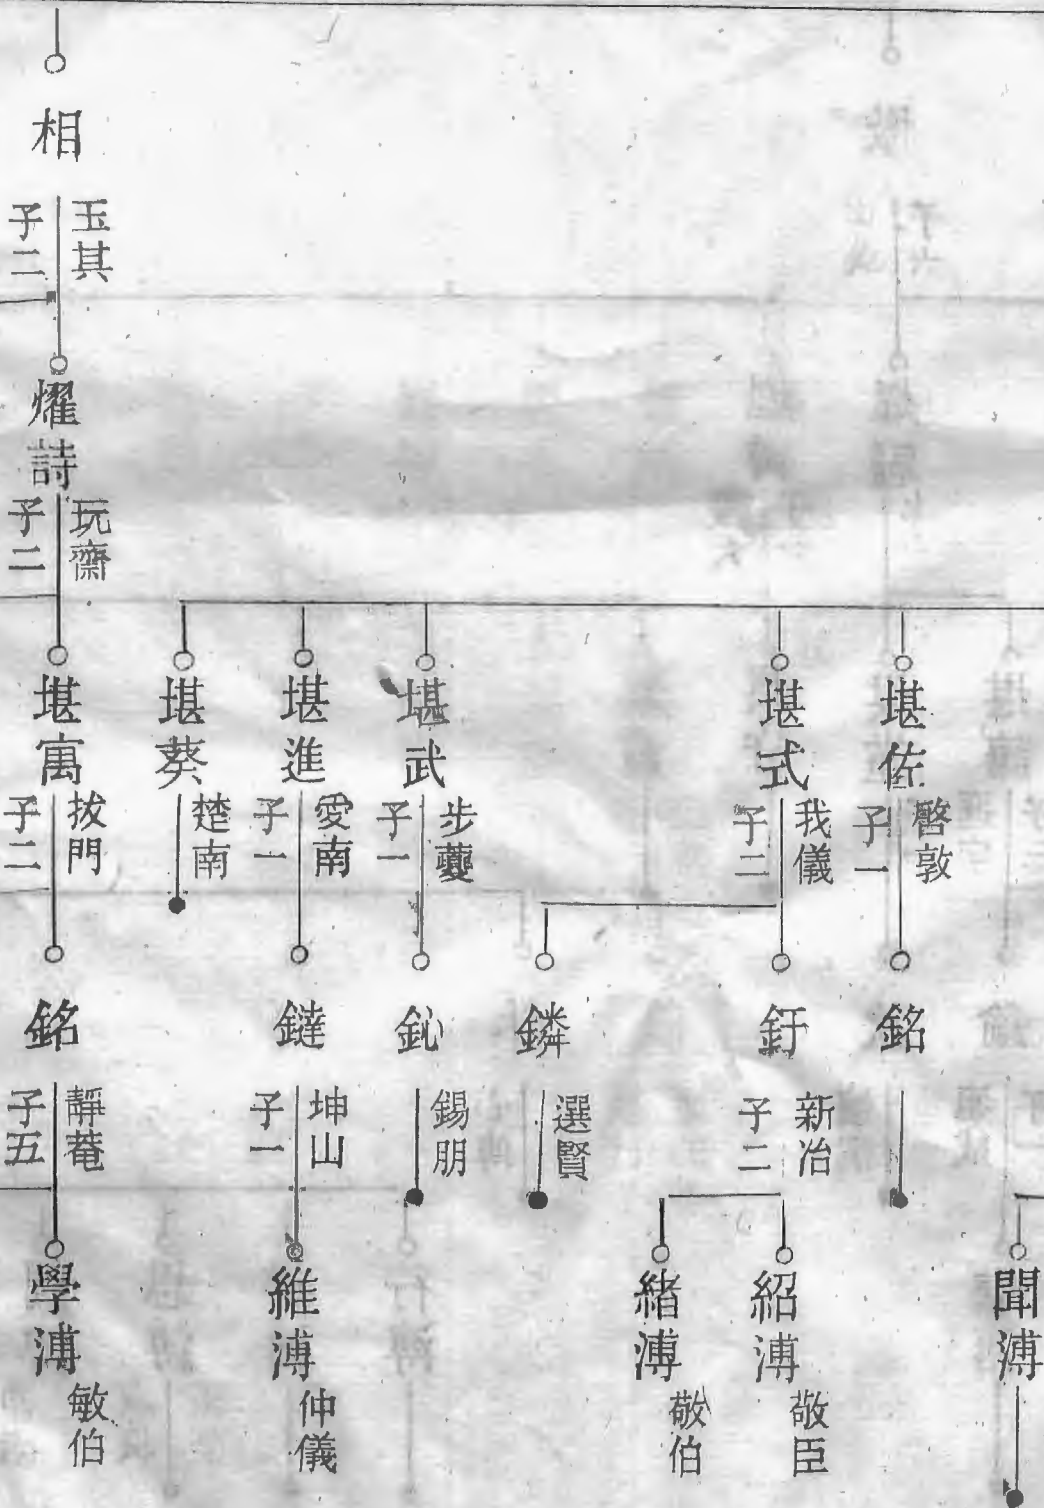 聞溥
堪佐
啓敦
子一
銘
堪式
我儀
子二
釪
新冶
子二
紹溥
敬臣
緒溥
敬伯
鏻
選賢
堪武
步夔
子一
鈊
錫朋
堪進
愛南
子一
鏈
坤山
子一
維溥
仲儀
堪葵
楚南
相
玉其
子二
燿詩
玩齋
子二
堪寓
拔門
子二
銘
靜菴
子五
學溥
敏伯